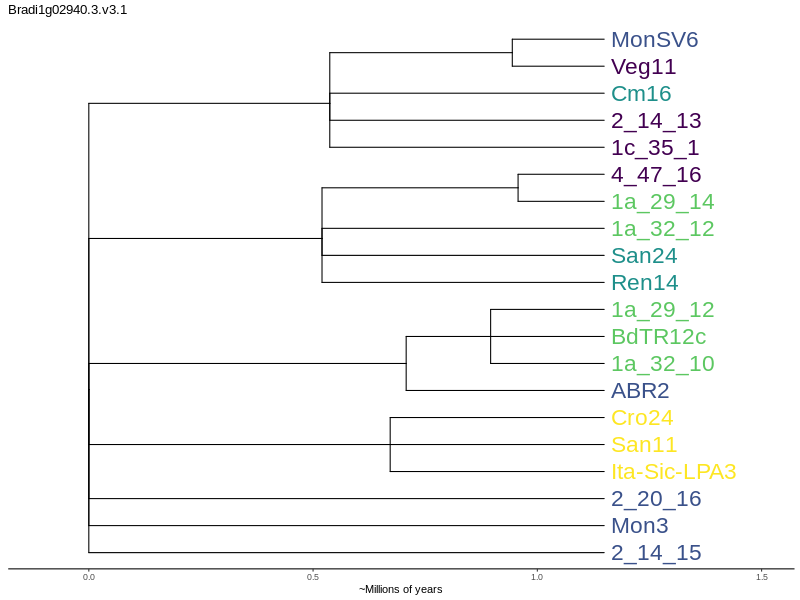 Bradi1g02940.3.v3.1
MonSV6
Veg11
Cm16
2_14_13
1c_35_1
4_47_16
1a_29_14
1a_32_12
San24
Ren14
1a_29_12
BdTR12c
1a_32_10
ABR2
Cro24
San11
Ita-Sic-LPA3
2_20_16
Mon3
2_14_15
0.0 0.5 1.0 1.5
~Millions of years